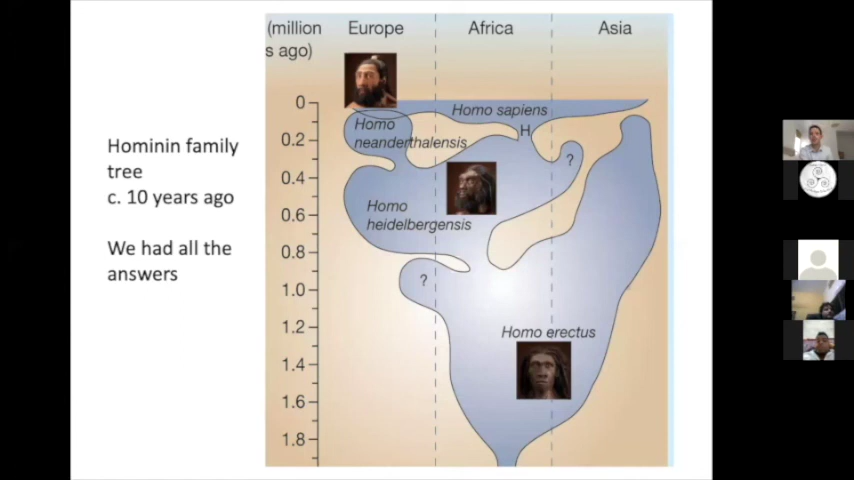 Hominin family
tree
c. 10 years ago
We had all the
answers
(million
s ago)
Europe
Africa
Asia
0
0.2
0.4
0.6
0.8
1.0
1.2
1.4
1.6
1.8
Homo sapiens
Homo
neanderthalensis
H
?
Homo
heidelbergensis
?
Homo erectus